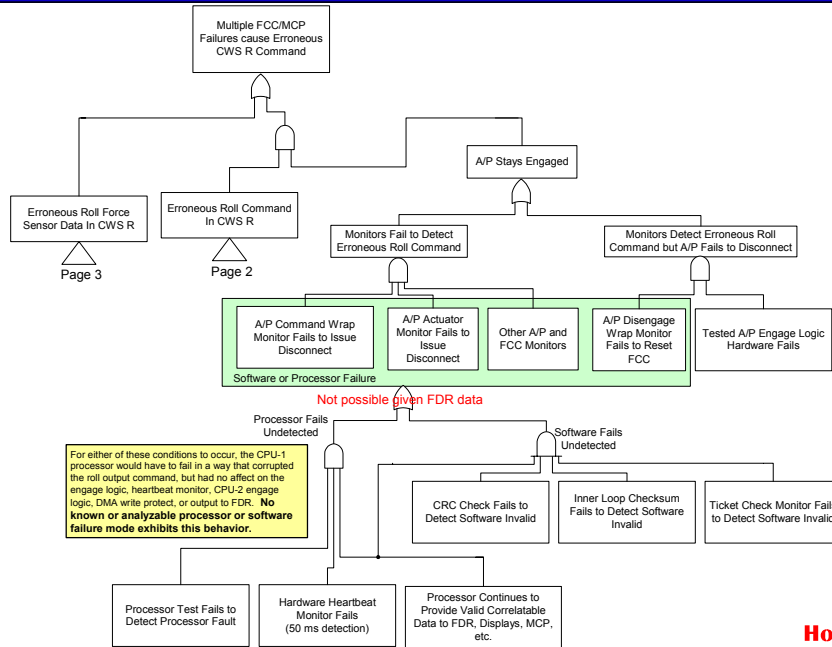 Multiple FCC/MCP
Failures cause Erroneous
CWS R Command
A/P Stays Engaged
Erroneous Roll Force
Sensor Data In CWS R
Page 3
Erroneous Roll Command
In CWS R
Page 2
Monitors Fail to Detect
Erroneous Roll Command
Monitors Detect Erroneous Roll
Command but A/P Fails to Disconnect
A/P Command Wrap
Monitor Fails to Issue
Disconnect
A/P Actuator
Monitor Fails to
Issue
Disconnect
Other A/P and
FCC Monitors
A/P Disengage
Wrap Monitor
Fails to Reset
FCC
Tested A/P Engage Logic
Hardware Fails
Software or Processor Failure
Not possible given FDR data
Processor Fails
Undetected
Software Fails
Undetected
For either of these conditions to occur, the CPU-1
processor would have to fail in a way that corrupted
the roll output command, but had no affect on the
engage logic, heartbeat monitor, CPU-2 engage
logic, DMA write protect, or output to FDR. No
known or analyzable processor or software
failure mode exhibits this behavior.
CRC Check Fails to
Detect Software Invalid
Inner Loop Checksum
Fails to Detect Software
Invalid
Ticket Check Monitor Fails
to Detect Software Invalid
Processor Test Fails to
Detect Processor Fault
Hardware Heartbeat
Monitor Fails
(50 ms detection)
Processor Continues to
Provide Valid Correlatable
Data to FDR, Displays, MCP,
etc.
Ho